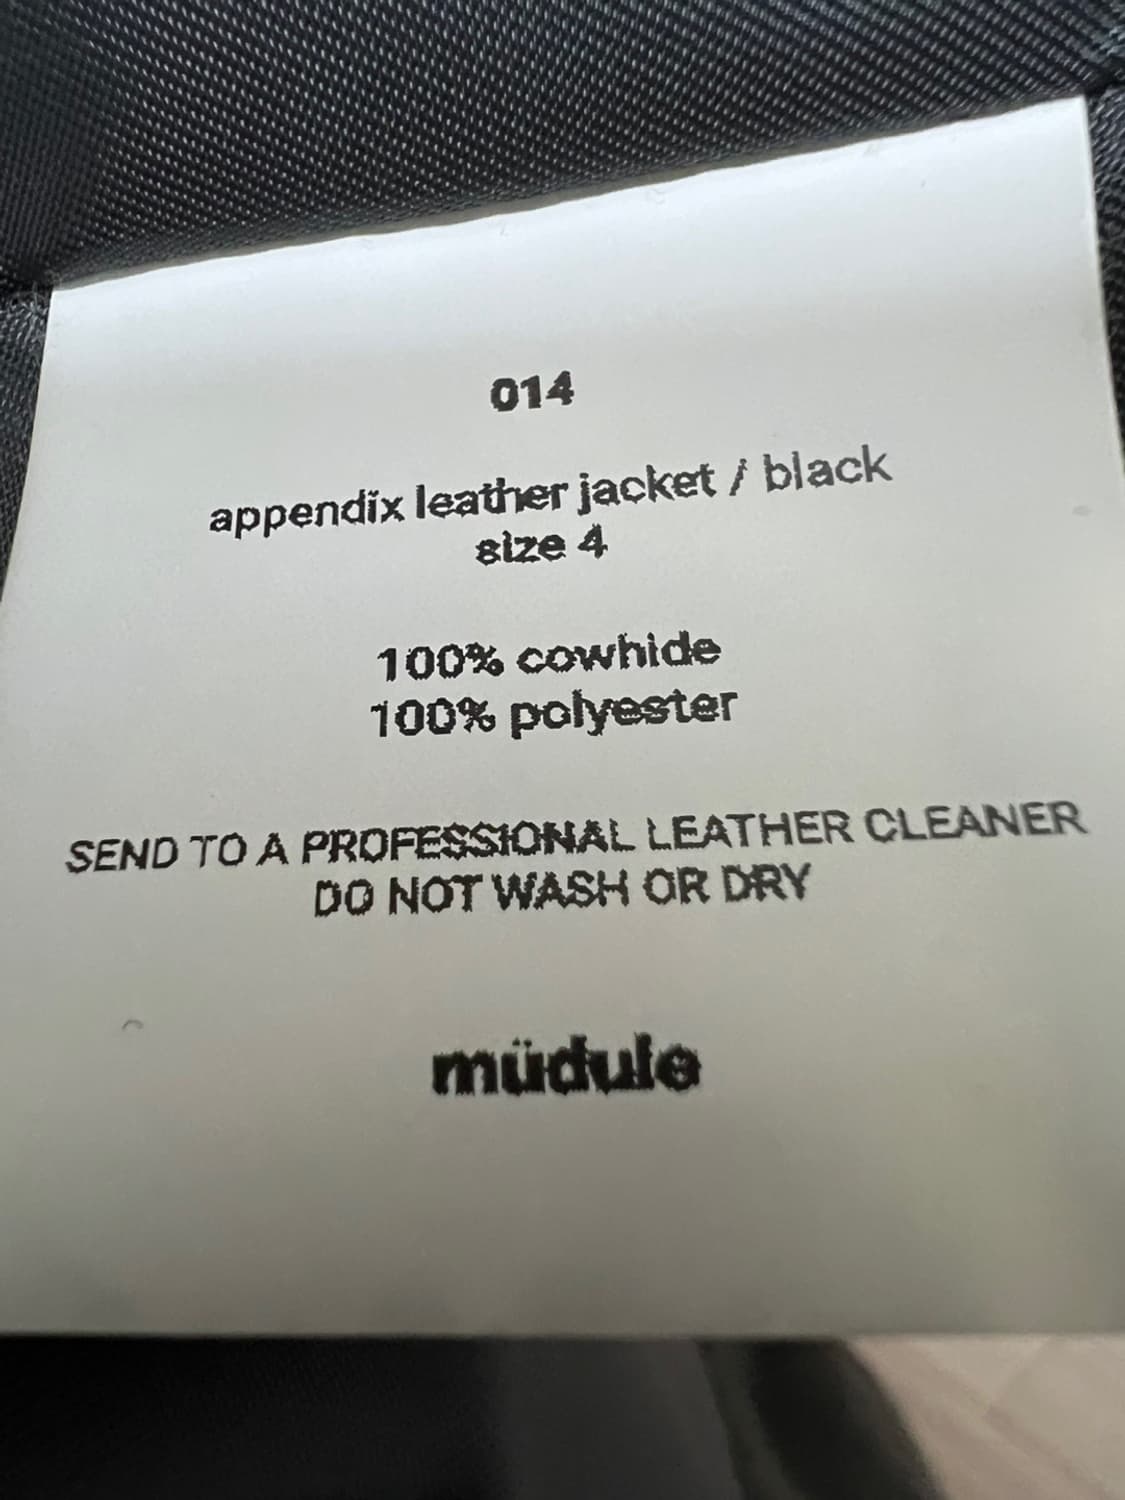 014
appendix leather jacket / black
size 4
100% cowhide
100% polyester
SEND TO A PROFESSIONAL LEATHER CLEANER
DO NOT WASH OR DRY
müdule